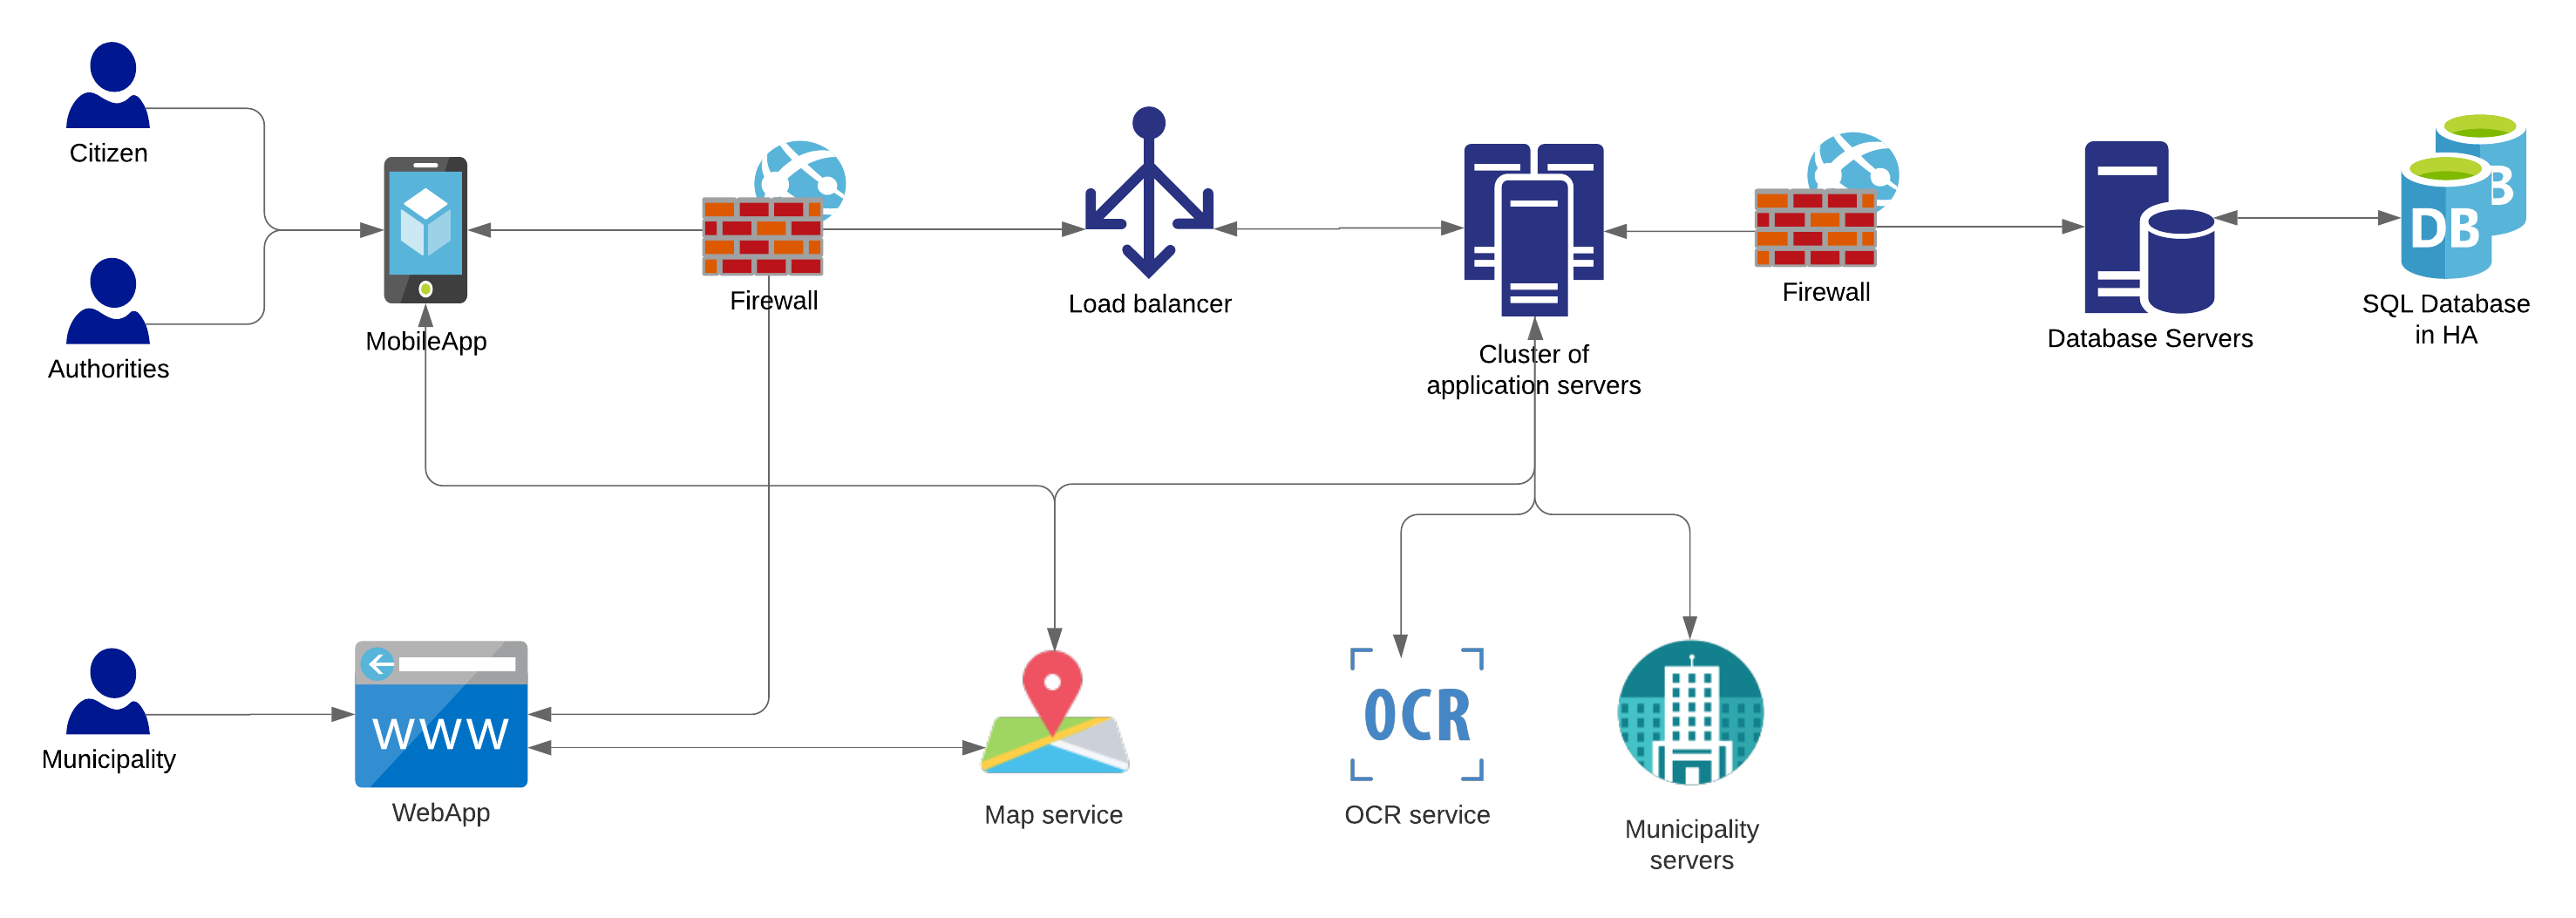 Citizen
Authorities
MobileApp
Firewall
Load balancer
Cluster of
application servers
Firewall
Database Servers
DB
B
SQL Database
in HA
Municipality
www
WebApp
Map service
OCR
OCR service
Municipality
servers